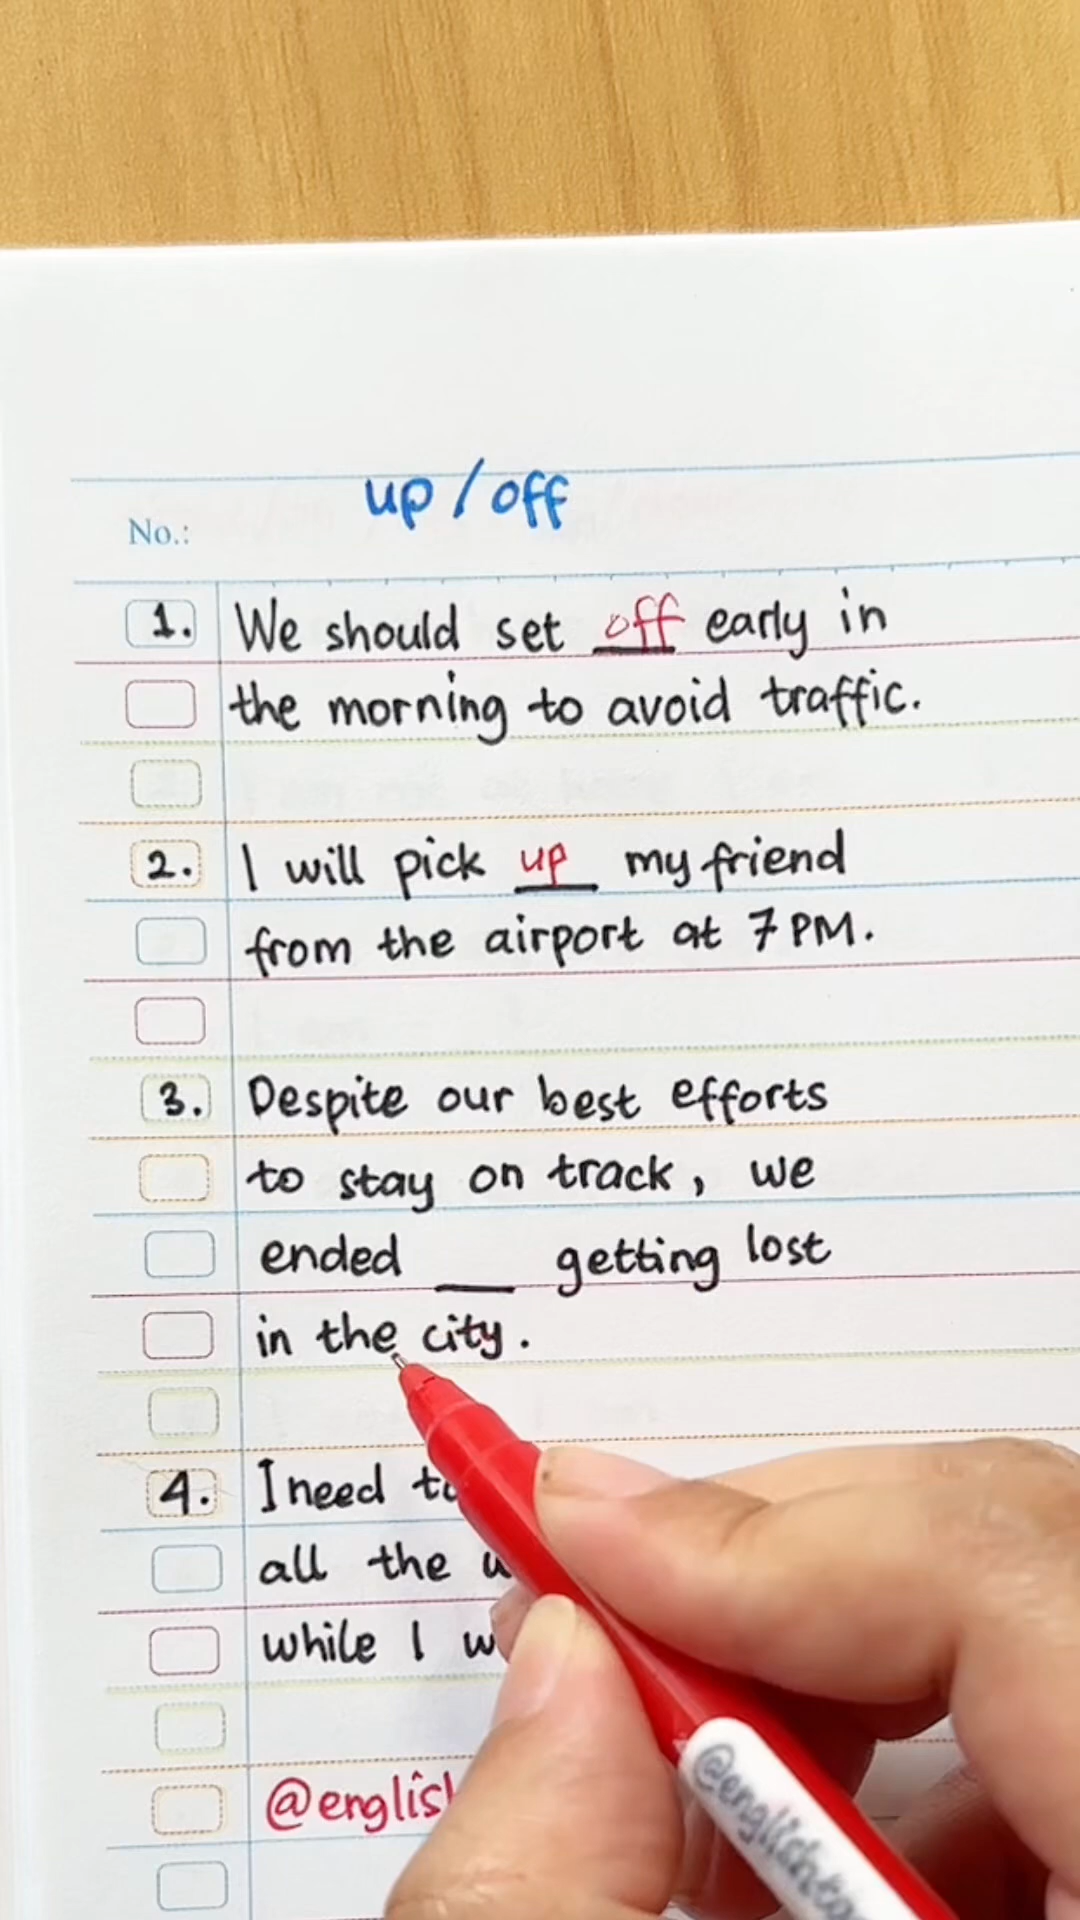 up / off
No.:
1. We should set off early in
the morning to avoid traffic.
2. I will pick up my friend
from the airport at 7 PM.
3. Despite our best efforts
to stay on track, we
ended __ getting lost
in the city.
4. I need
all the
while I